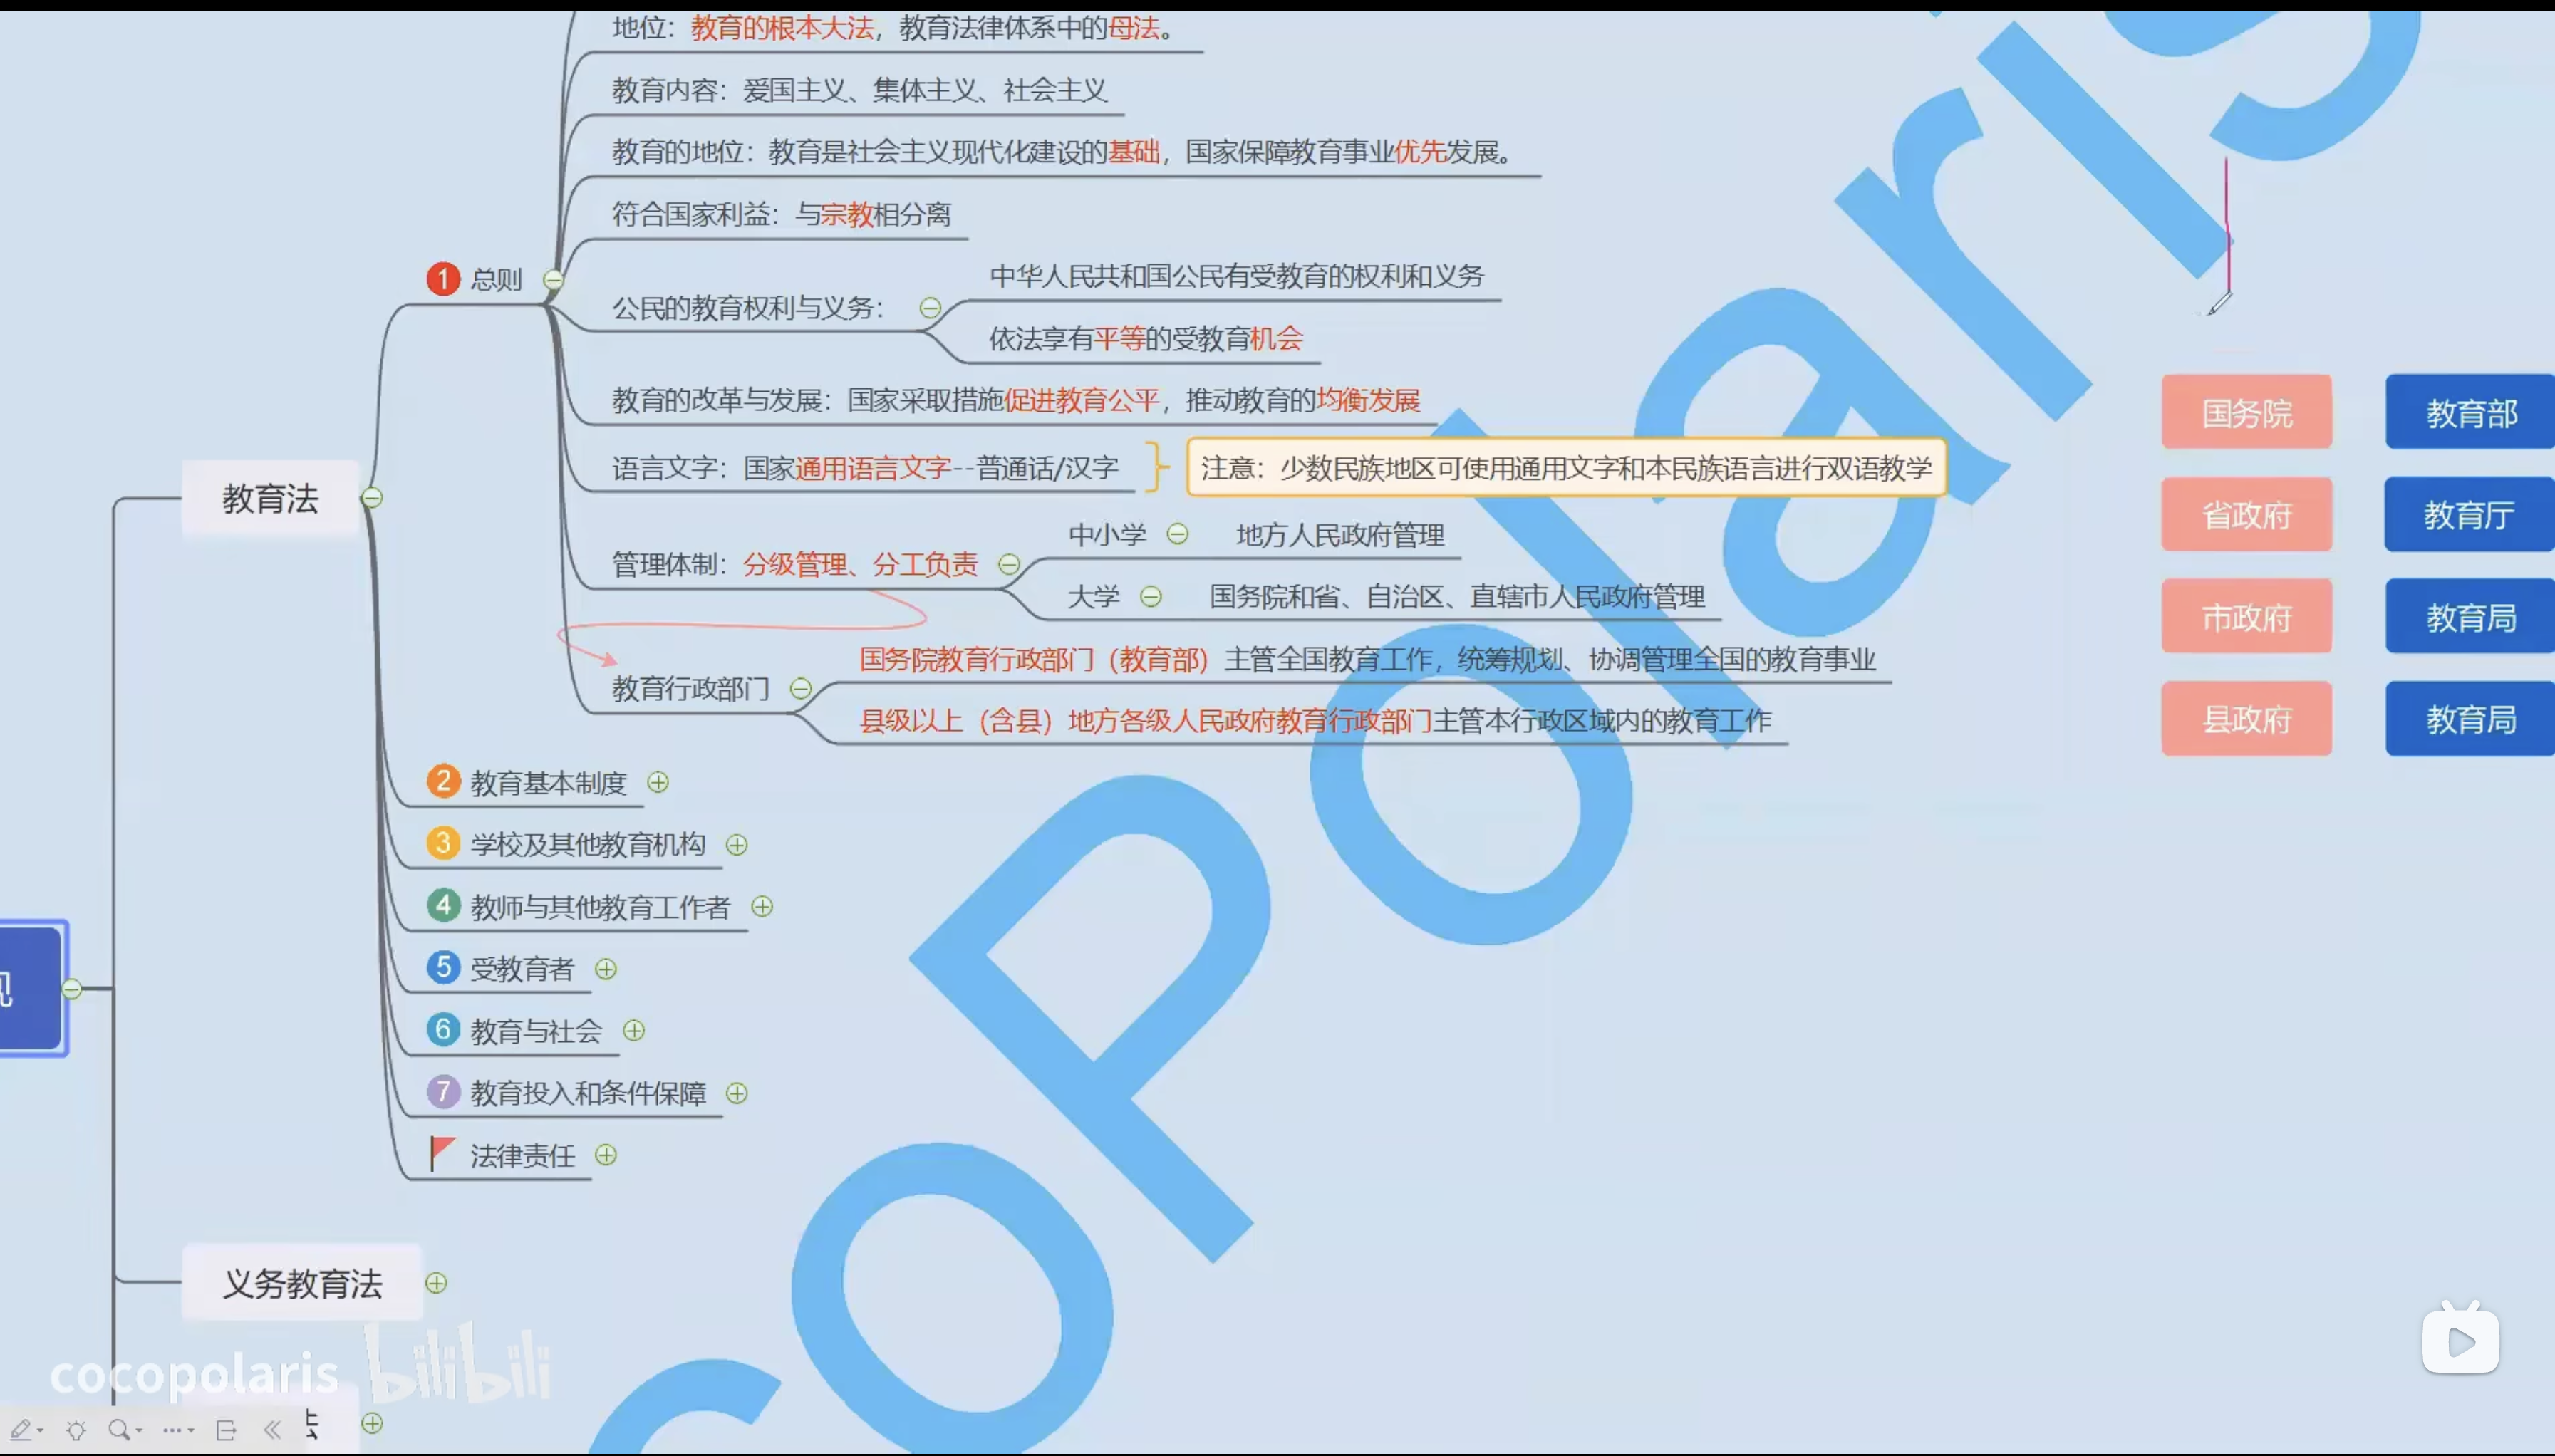 地位：教育的根本大法，教育法律体系中的母法。
教育内容：爱国主义、集体主义、社会主义
教育的地位：教育是社会主义现代化建设的基础，国家保障教育事业优先发展。
符合国家利益：与宗教相分离
1 总则
公民的教育权利与义务：
中华人民共和国公民有受教育的权利和义务
依法享有平等的受教育机会
教育的改革与发展：国家采取措施促进教育公平，推动教育的均衡发展
语言文字：国家通用语言文字--普通话/汉字
注意：少数民族地区可使用通用文字和本民族语言进行双语教学
教育法
管理体制：分级管理、分工负责
中小学 地方人民政府管理
大学 国务院和省、自治区、直辖市人民政府管理
教育行政部门
国务院教育行政部门（教育部）主管全国教育工作，统筹规划、协调管理全国的教育事业
县级以上（含县）地方各级人民政府教育行政部门主管本行政区域内的教育工作
国务院 教育部
省政府 教育厅
市政府 教育局
县政府 教育局
2 教育基本制度
3 学校及其他教育机构
4 教师与其他教育工作者
5 受教育者
6 教育与社会
7 教育投入和条件保障
法律责任
义务教育法
cocopolaris bilibili
coPolaris